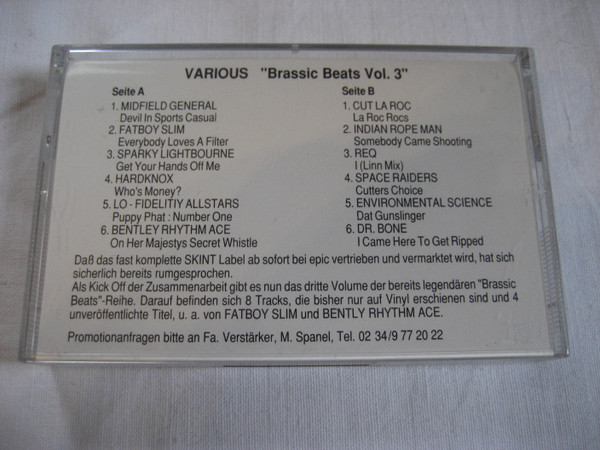 VARIOUS "Brassic Beats Vol. 3"
Seite A
1. MIDFIELD GENERAL
Devil In Sports Casual
2. FATBOY SLIM
Everybody Loves A Filter
3. SPARKY LIGHTBOURNE
Get Your Hands Off Me
4. HARDKNOX
Who's Money?
5. LO - FIDELITIY ALLSTARS
Puppy Phat : Number One
6. BENTLEY RHYTHM ACE
On Her Majestys Secret Whistle
Seite B
1. CUT LA ROC
La Roc Rocs
2. INDIAN ROPE MAN
Somebody Came Shooting
3. REQ
I (Linn Mix)
4. SPACE RAIDERS
Cutters Choice
5. ENVIRONMENTAL SCIENCE
Dat Gunslinger
6. DR. BONE
I Came Here To Get Ripped
Daß das fast komplette SKINT Label ab sofort bei epic vertrieben und vermarktet wird, hat sich
sicherlich bereits rumgesprochen.
Als Kick Off der Zusammenarbeit gibt es nun das dritte Volume der bereits legendären "Brassic
Beats"-Reihe. Darauf befinden sich 8 Tracks, die bisher nur auf Vinyl erschienen sind und 4
unveröffentlichte Titel, u. a. von FATBOY SLIM und BENTLY RHYTHM ACE.
Promotionanfragen bitte an Fa. Verstärker, M. Spanel, Tel. 02 34/9 77 20 22